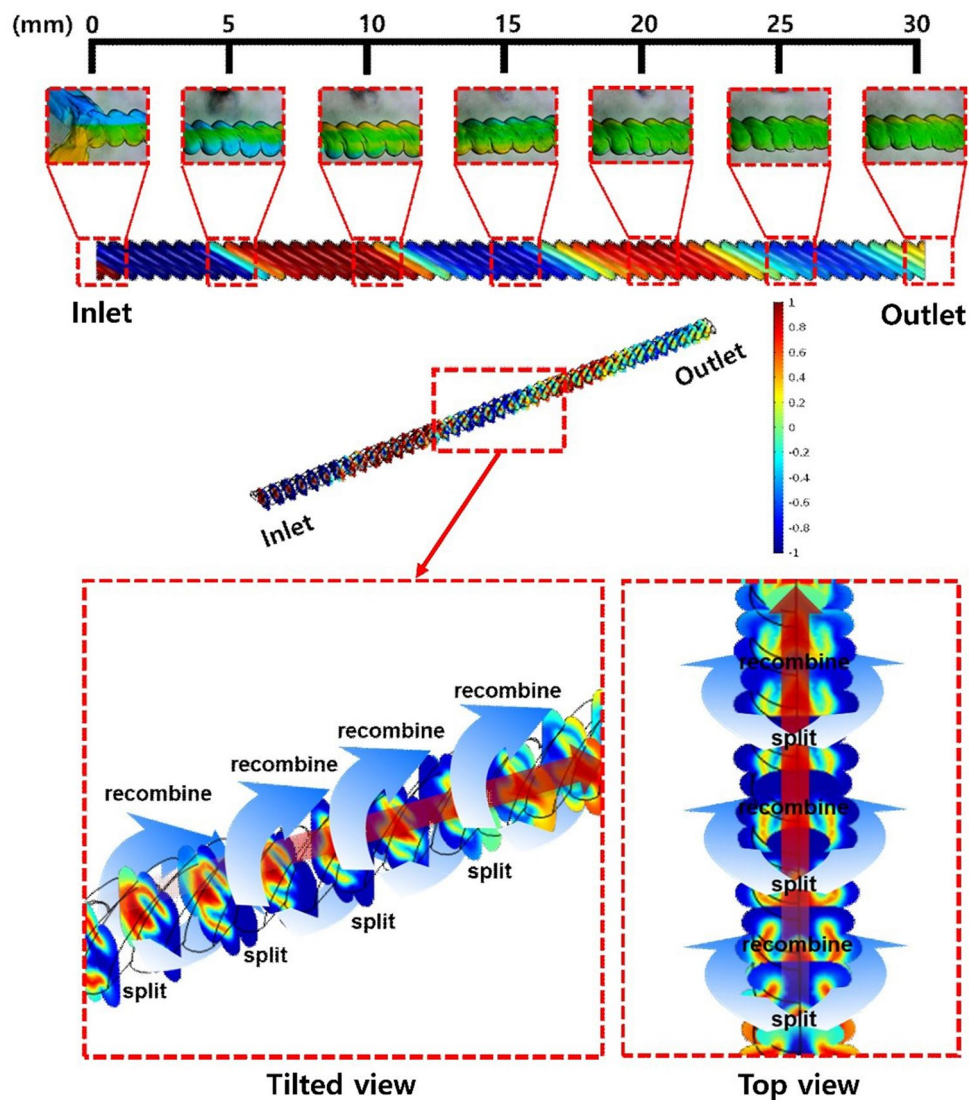 (mm) 0 5 10 15 20 25 30
Inlet
Outlet
Outlet
Inlet
1
0.8
0.6
0.4
0.2
0
-0.2
-0.4
-0.6
-0.8
-1
recombine
recombine
recombine
recombine
split
split
split
split
recombine
split
recombine
split
recombine
split
Tilted view
Top view